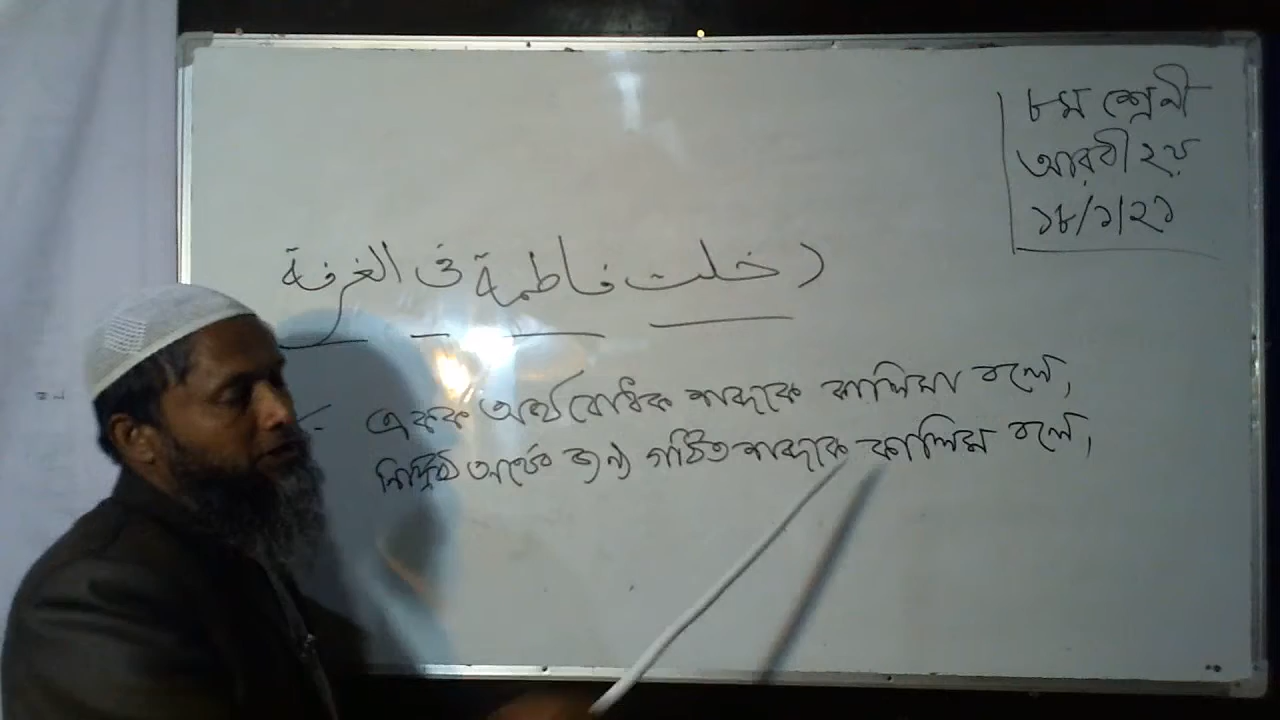 ৮ম শ্রেনী
আরবী ২য়
১৮/১/২১
دخلت فاطمة فى الغرفة
একক অর্থবোধক শব্দকে কালিমা বলে,
নির্দিষ্ট অর্থের জন্য গঠিত শব্দকে কালিমা বলে,